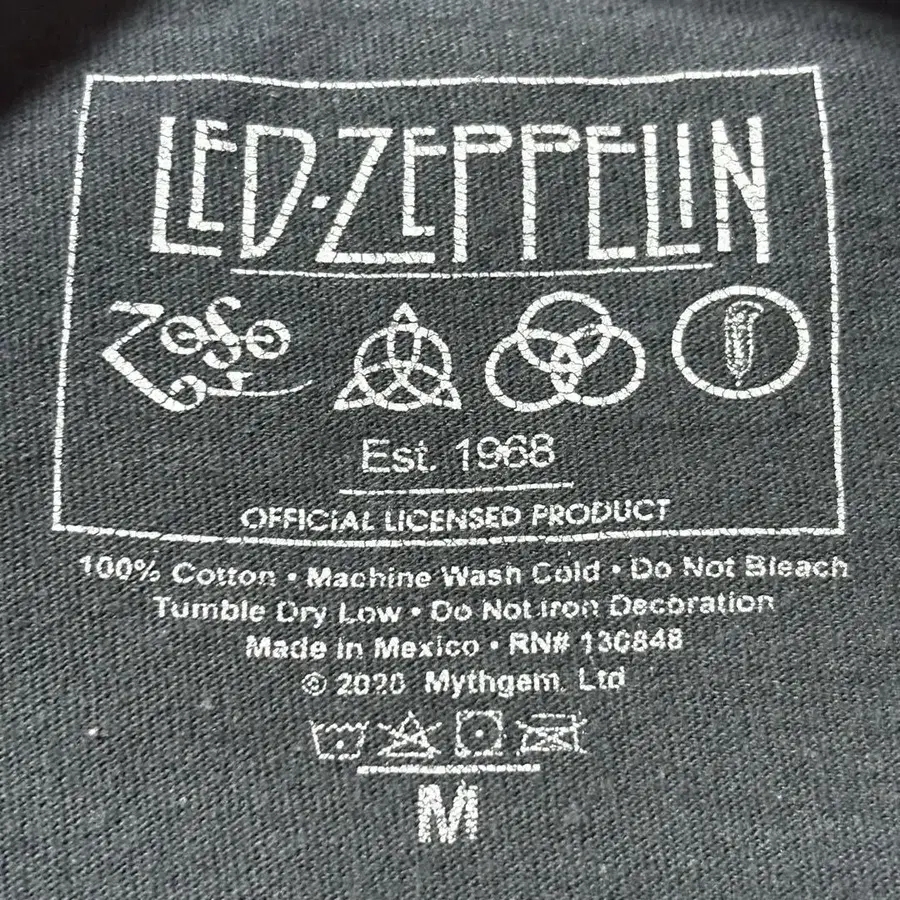 LED·ZEPPELIN
ZOSO
Est. 1968
OFFICIAL LICENSED PRODUCT
100% Cotton • Machine Wash Cold • Do Not Bleach
Tumble Dry Low • Do Not Iron Decoration
Made in Mexico • RN# 130848
© 2020 Mythgem, Ltd
M